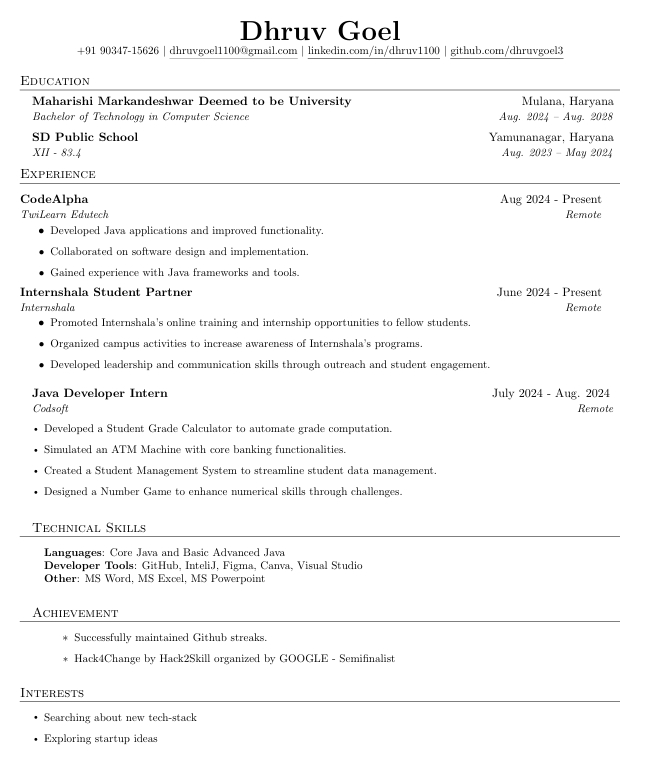 Dhruv Goel
+91 90347-15626 | dhruvgoel1100@gmail.com | linkedin.com/in/dhruv1100 | github.com/dhruvgoel3
Education
Maharishi Markandeshwar Deemed to be University Mulana, Haryana
Bachelor of Technology in Computer Science Aug. 2024 – Aug. 2028
SD Public School Yamunanagar, Haryana
XII - 83.4 Aug. 2023 – May 2024
Experience
CodeAlpha Aug 2024 - Present
TwiLearn Edutech Remote
• Developed Java applications and improved functionality.
• Collaborated on software design and implementation.
• Gained experience with Java frameworks and tools.
Internshala Student Partner June 2024 - Present
Internshala Remote
• Promoted Internshala's online training and internship opportunities to fellow students.
• Organized campus activities to increase awareness of Internshala's programs.
• Developed leadership and communication skills through outreach and student engagement.
Java Developer Intern July 2024 - Aug. 2024
Codsoft Remote
• Developed a Student Grade Calculator to automate grade computation.
• Simulated an ATM Machine with core banking functionalities.
• Created a Student Management System to streamline student data management.
• Designed a Number Game to enhance numerical skills through challenges.
Technical Skills
Languages: Core Java and Basic Advanced Java
Developer Tools: GitHub, InteliJ, Figma, Canva, Visual Studio
Other: MS Word, MS Excel, MS Powerpoint
Achievement
* Successfully maintained Github streaks.
* Hack4Change by Hack2Skill organized by GOOGLE - Semifinalist
Interests
• Searching about new tech-stack
• Exploring startup ideas